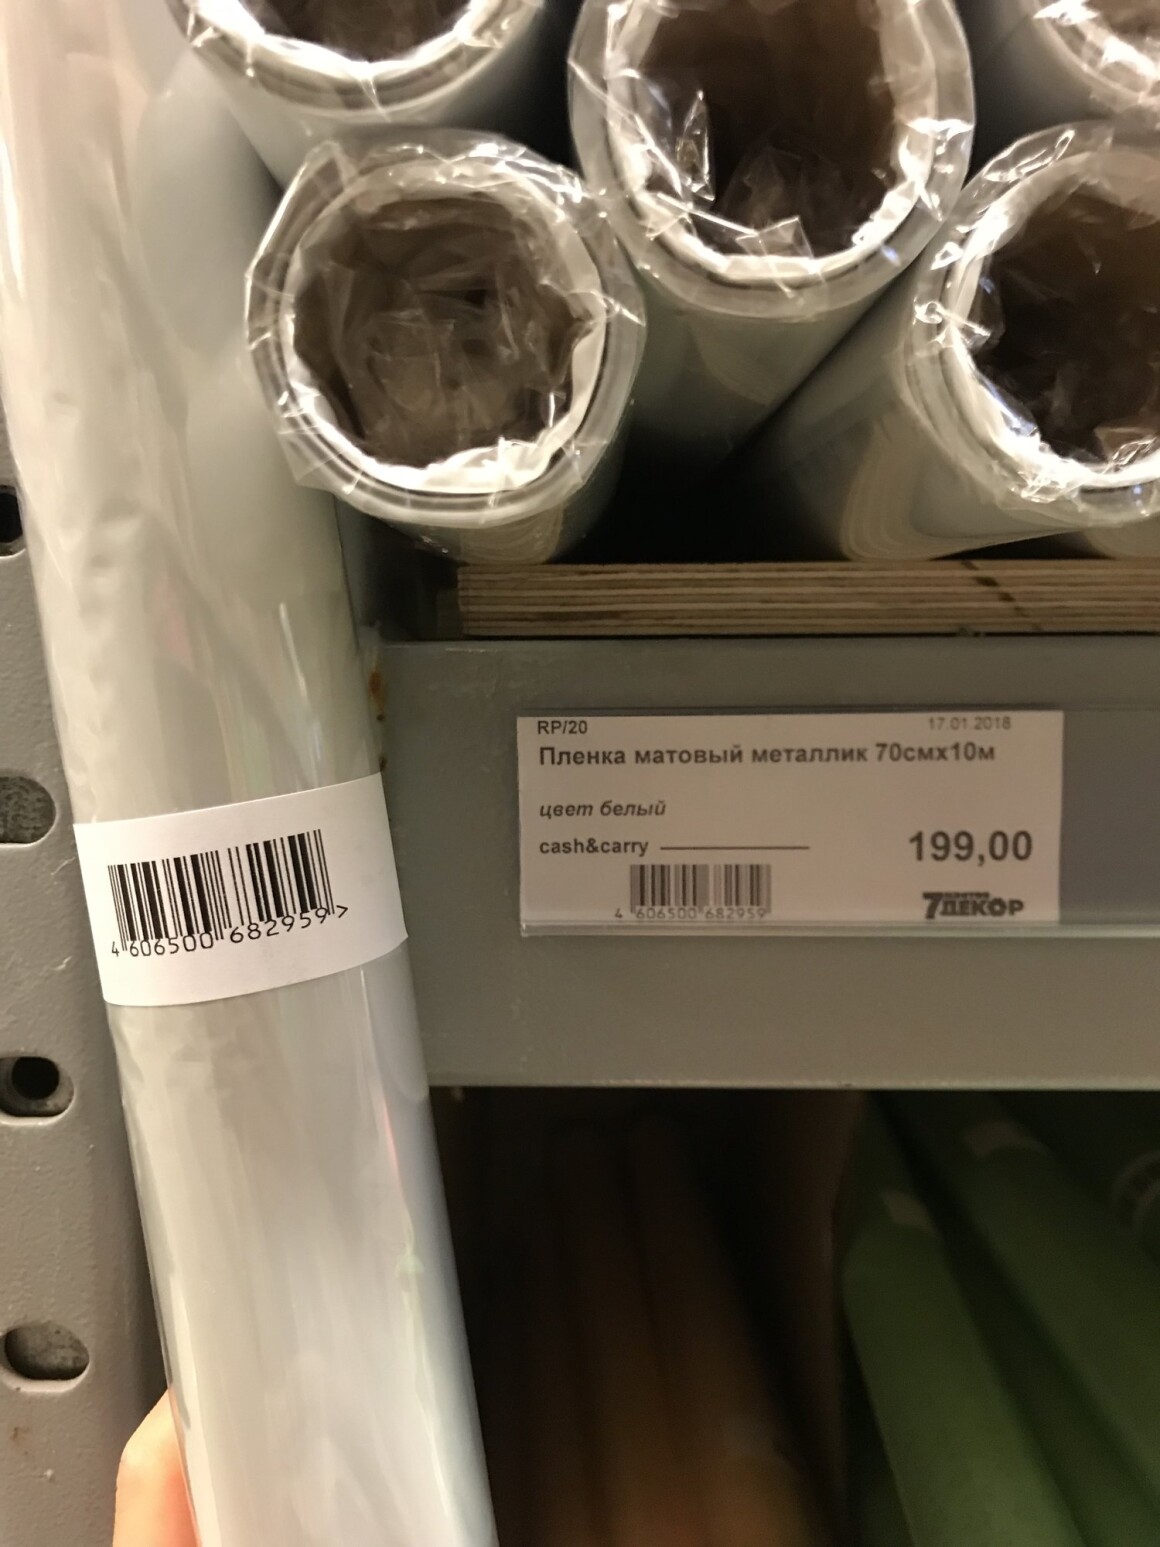 RP/20 17.01.2018
Пленка матовый металлик 70смх10м
цвет белый
cash&carry 199,00
4 606500 682959
7ДЕКОР
4 606500 682959 >